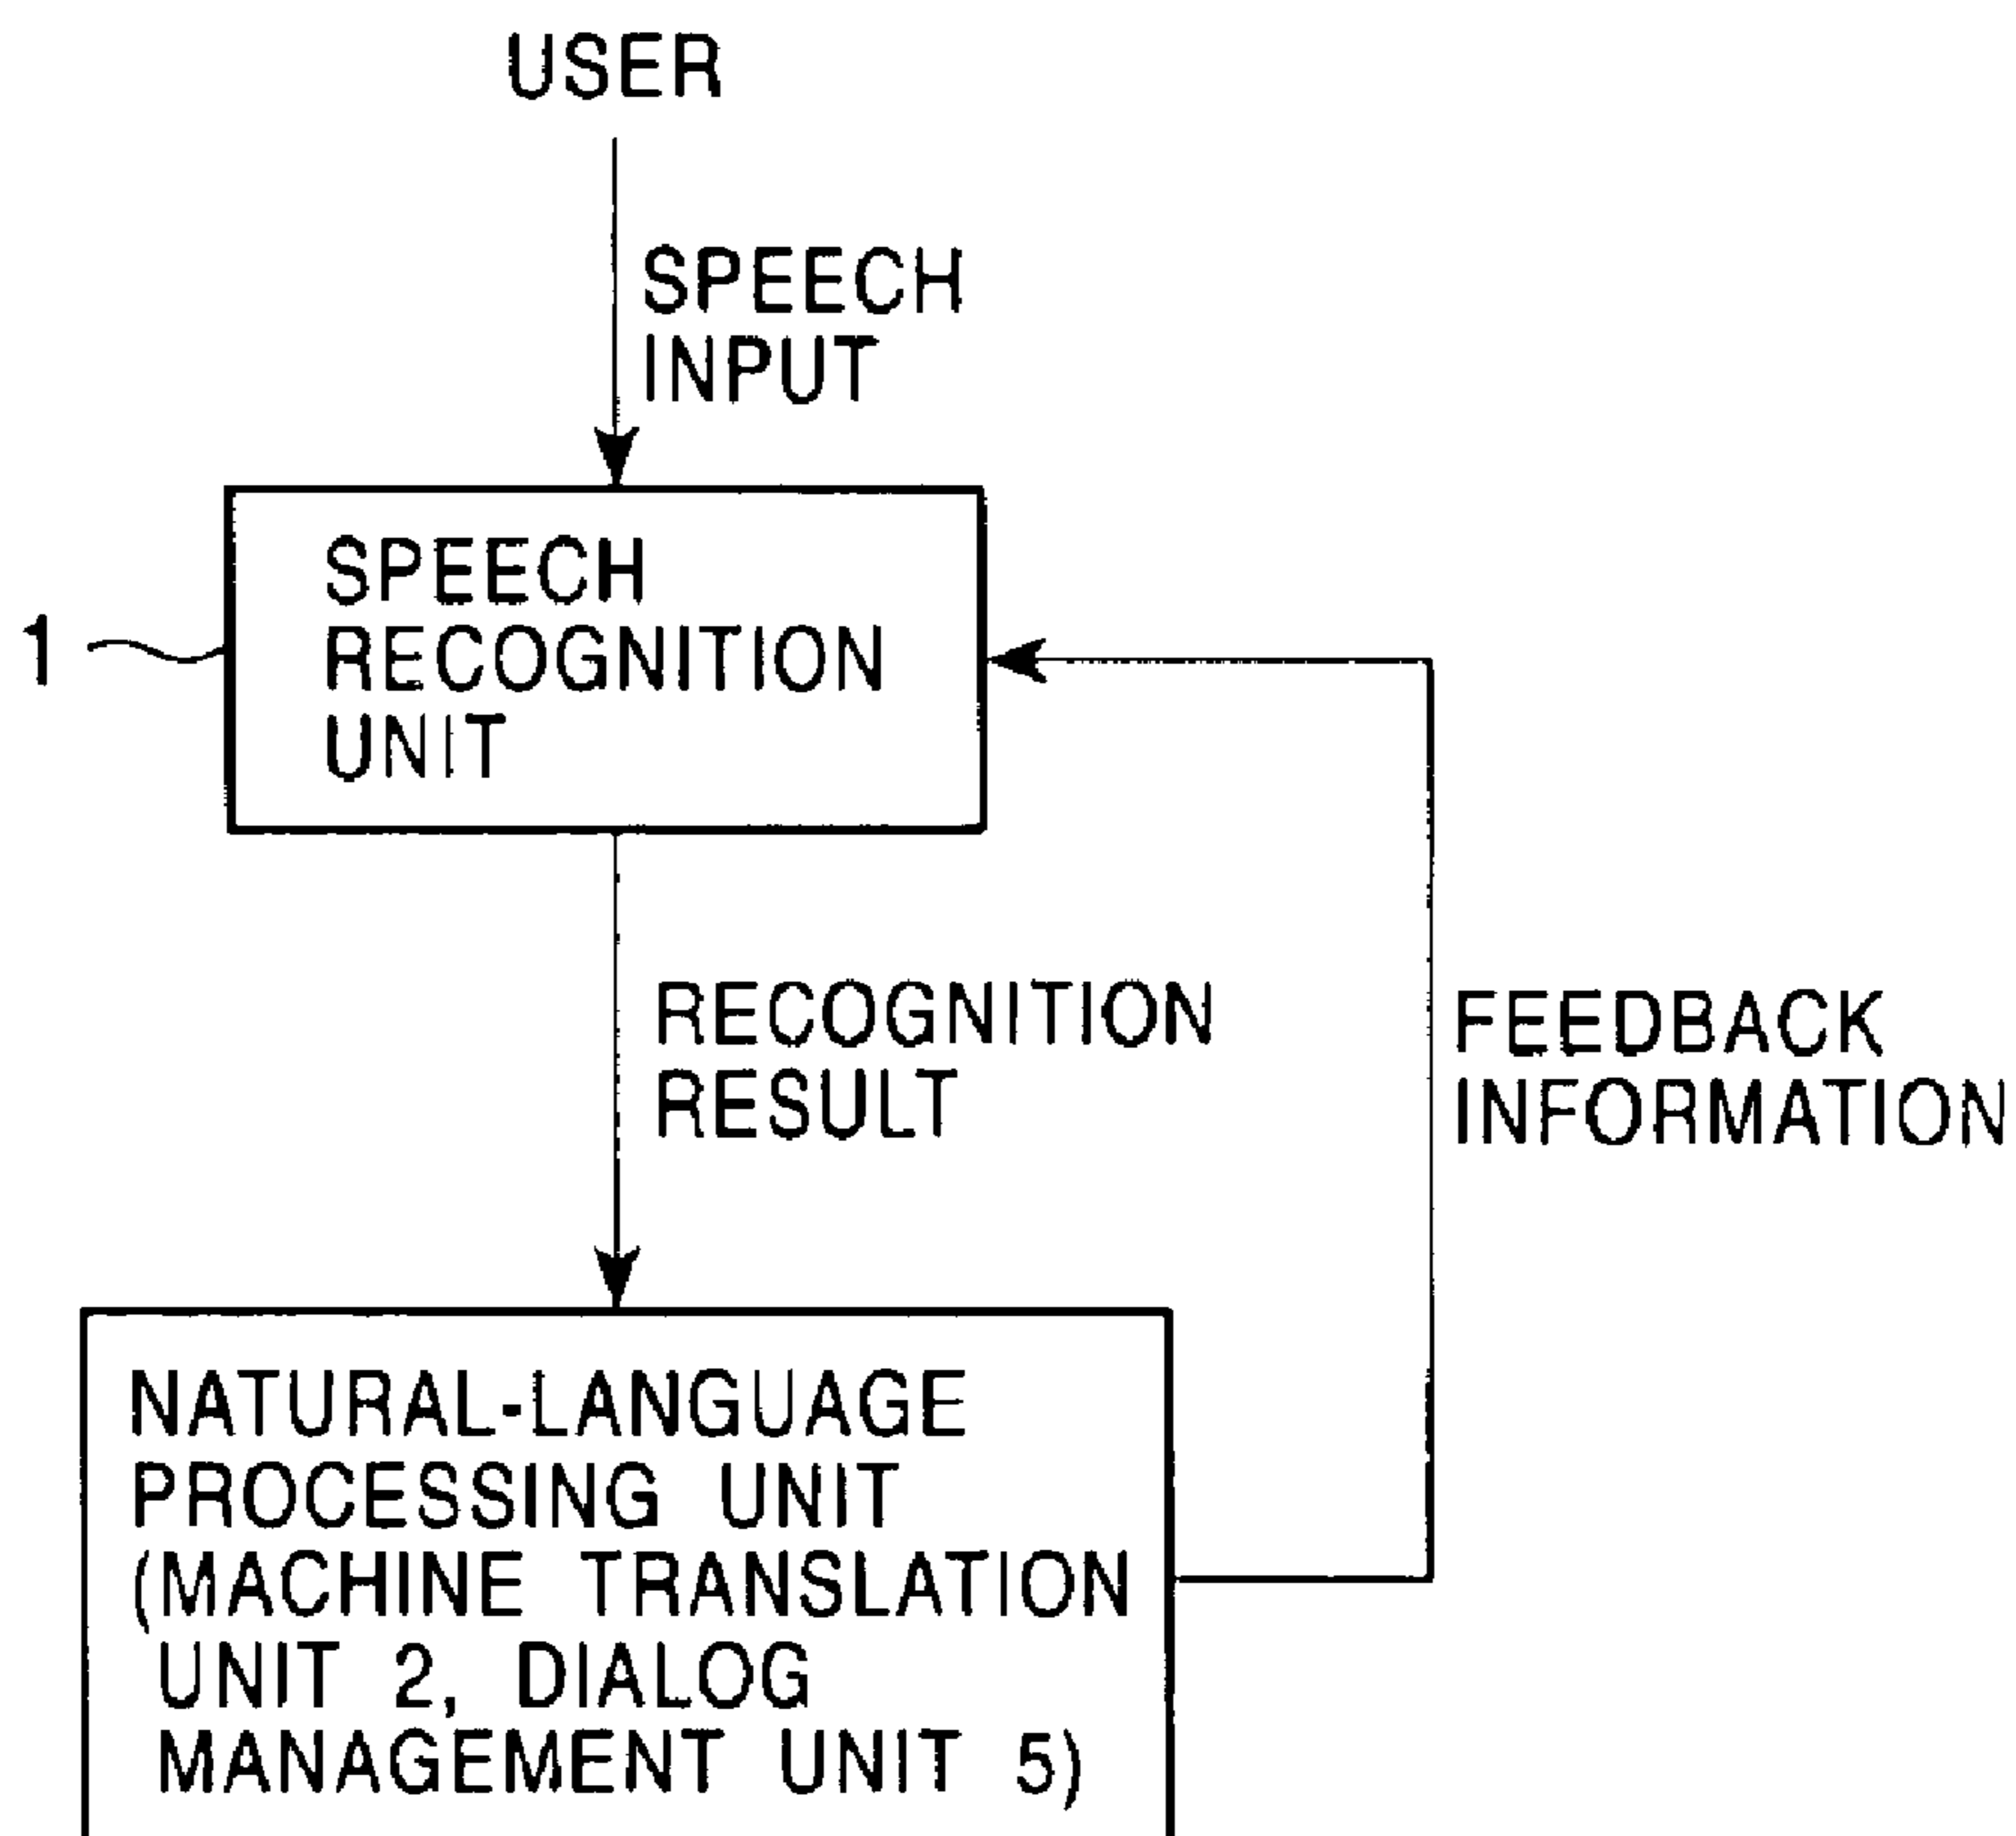 USER
SPEECH
INPUT
SPEECH
RECOGNITION
UNIT
1
RECOGNITION
RESULT
FEEDBACK
INFORMATION
NATURAL-LANGUAGE
PROCESSING UNIT
(MACHINE TRANSLATION
UNIT 2, DIALOG
MANAGEMENT UNIT 5)